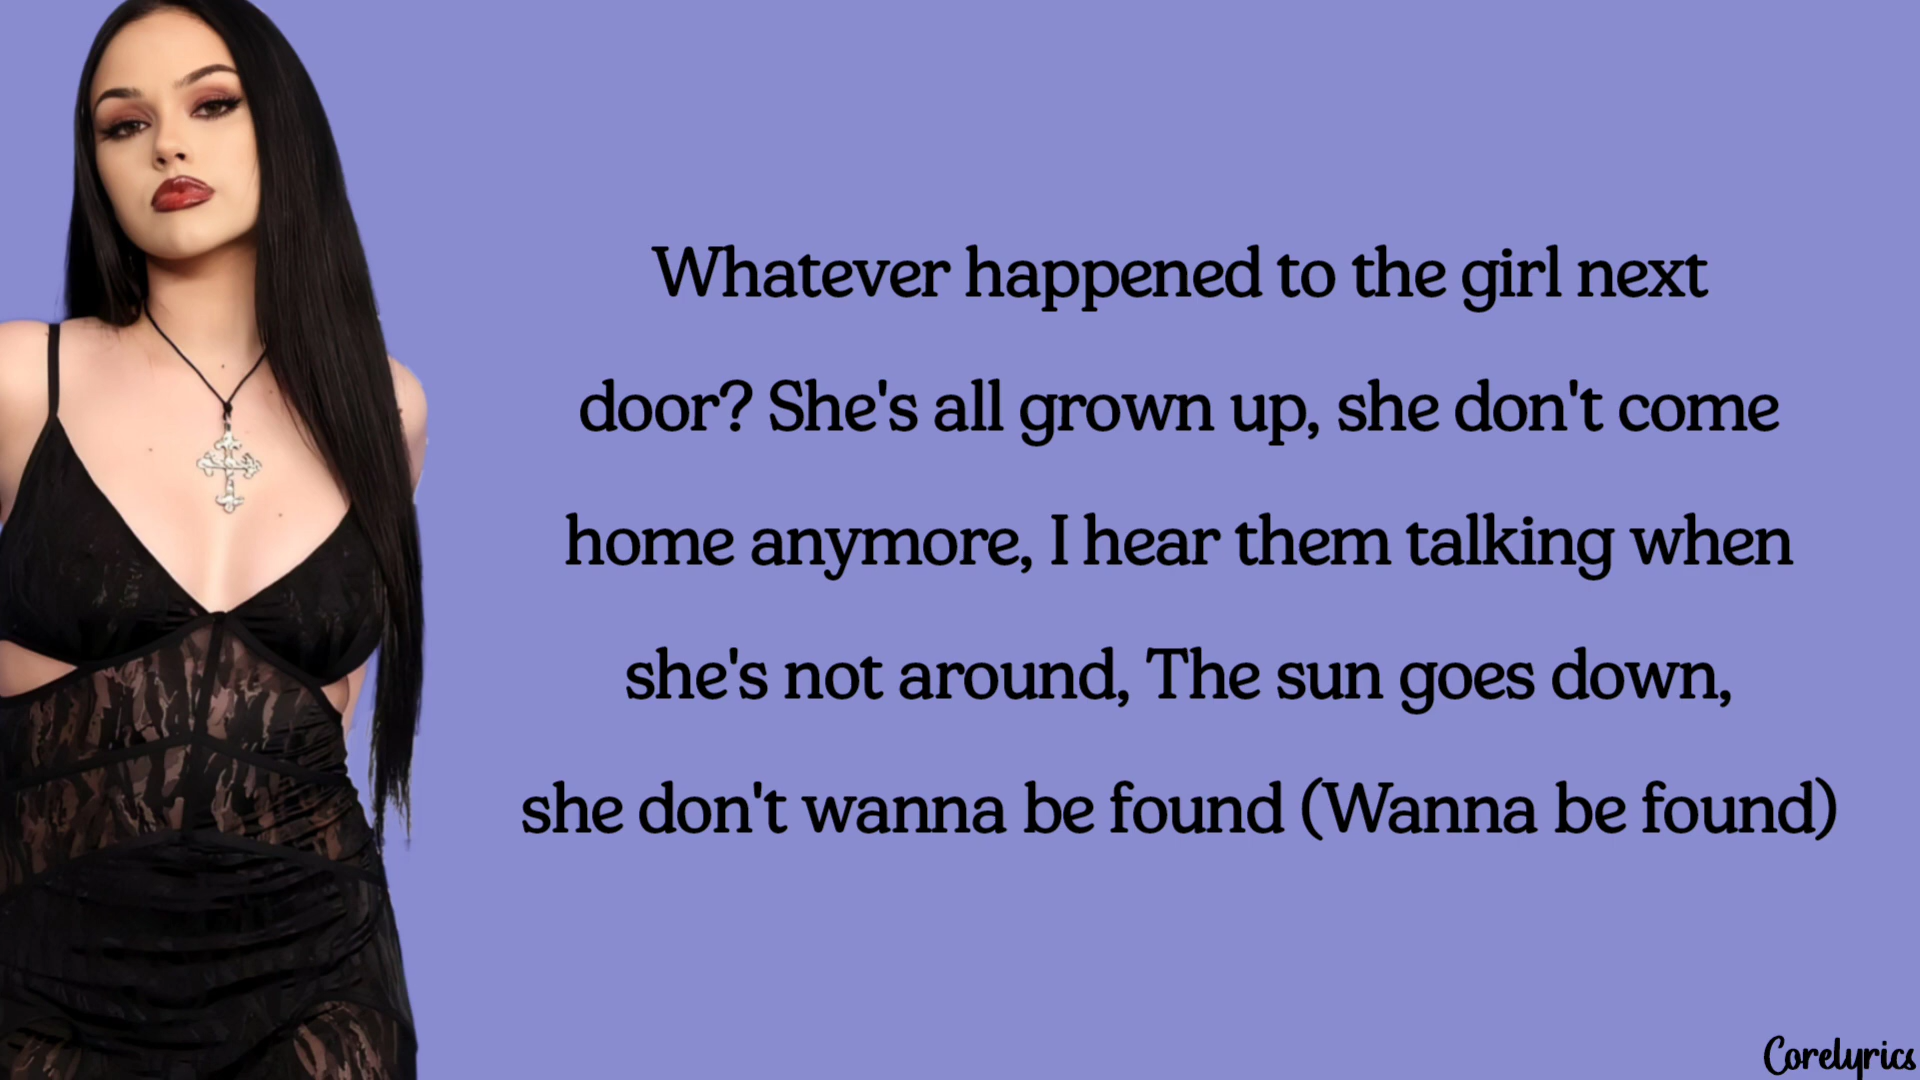 Whatever happened to the girl next
door? She's all grown up, she don't come
home anymore, I hear them talking when
she's not around, The sun goes down,
she don't wanna be found (Wanna be found)
Corelyrics